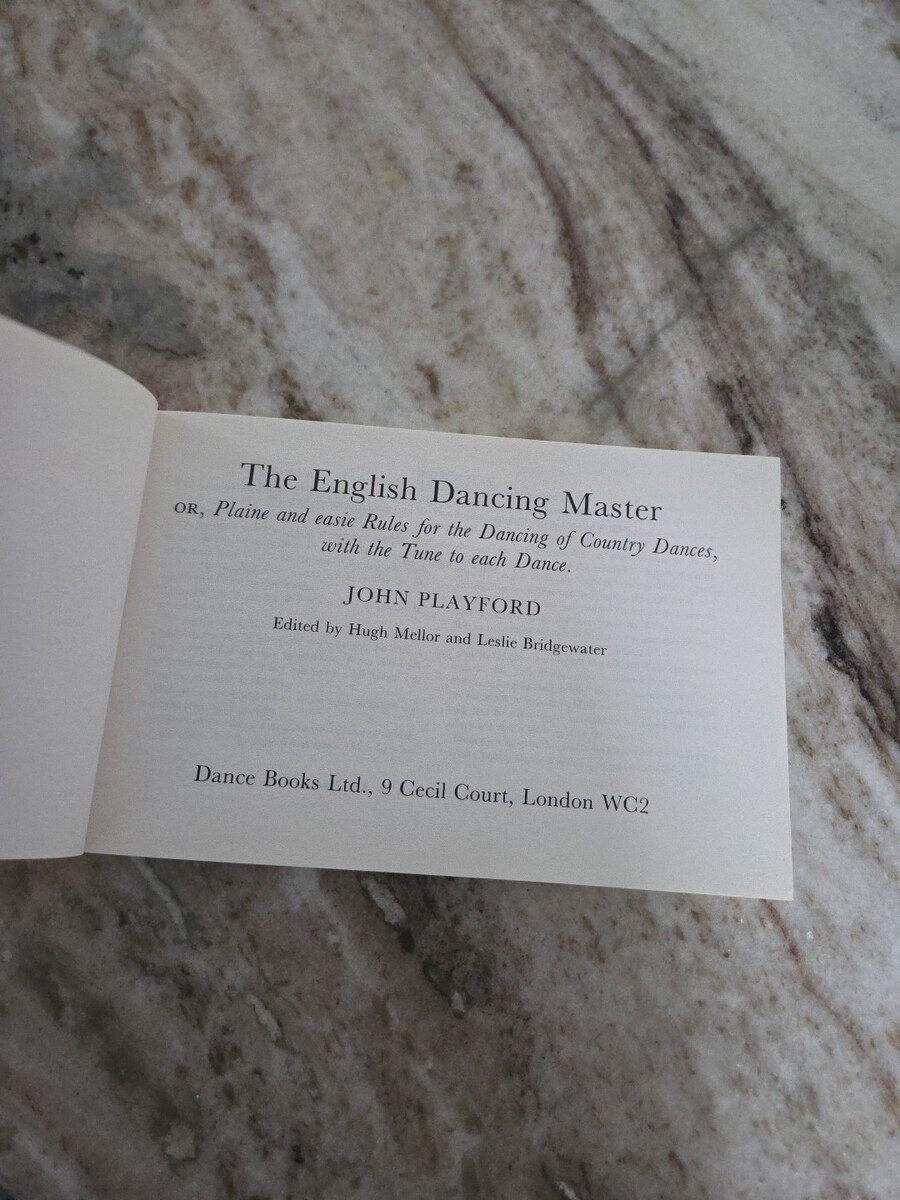 The English Dancing Master
OR, Plaine and easie Rules for the Dancing of Country Dances,
with the Tune to each Dance.
JOHN PLAYFORD
Edited by Hugh Mellor and Leslie Bridgewater
Dance Books Ltd., 9 Cecil Court, London WC2